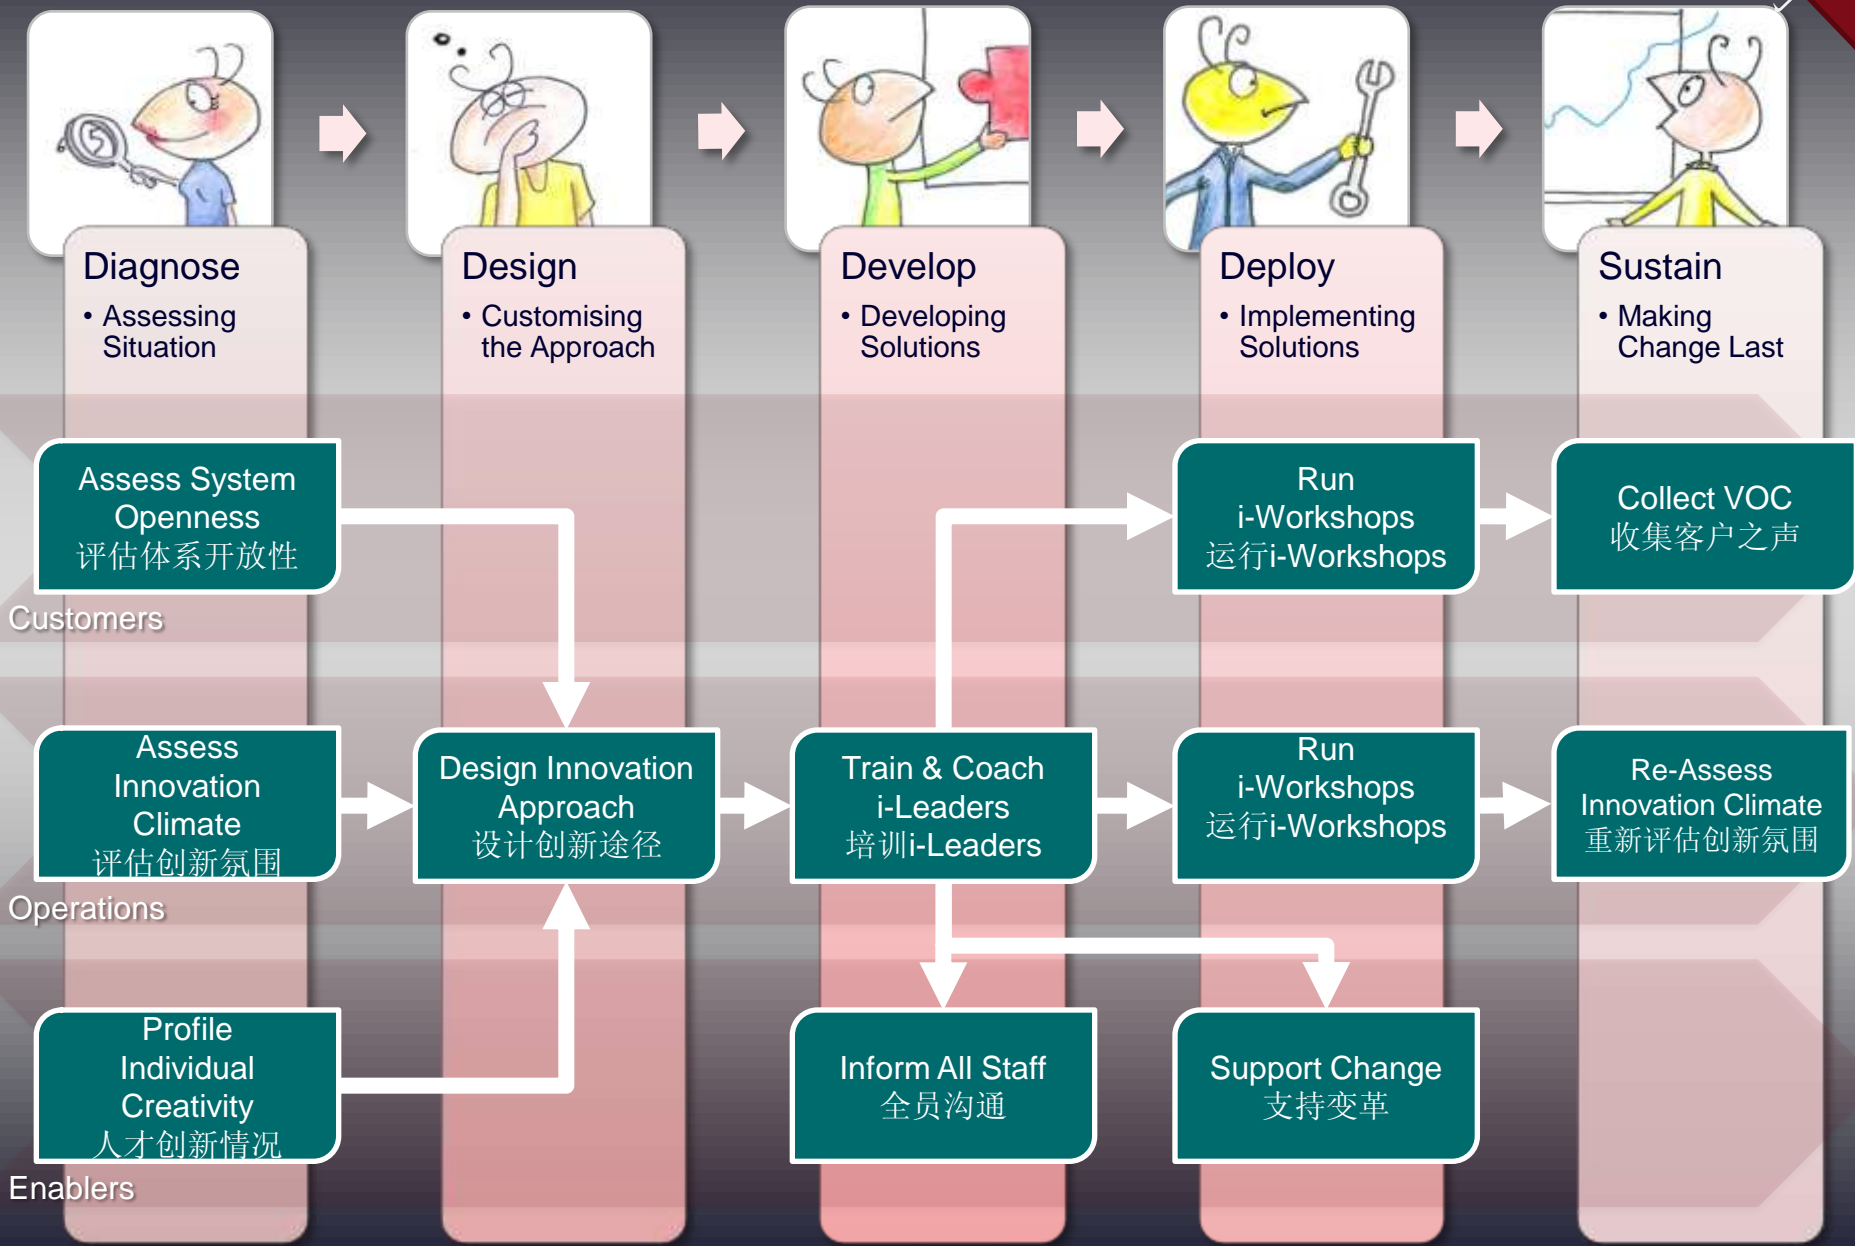 Diagnose
• Assessing
Situation
Design
• Customising
the Approach
Develop
• Developing
Solutions
Deploy
• Implementing
Solutions
Sustain
• Making
Change Last
Assess System
Openness
评估体系开放性
Run
i-Workshops
运行i-Workshops
Collect VOC
收集客户之声
Customers
Assess
Innovation
Climate
评估创新氛围
Design Innovation
Approach
设计创新途径
Train & Coach
i-Leaders
培训i-Leaders
Run
i-Workshops
运行i-Workshops
Re-Assess
Innovation Climate
重新评估创新氛围
Operations
Profile
Individual
Creativity
人才创新情况
Inform All Staff
全员沟通
Support Change
支持变革
Enablers